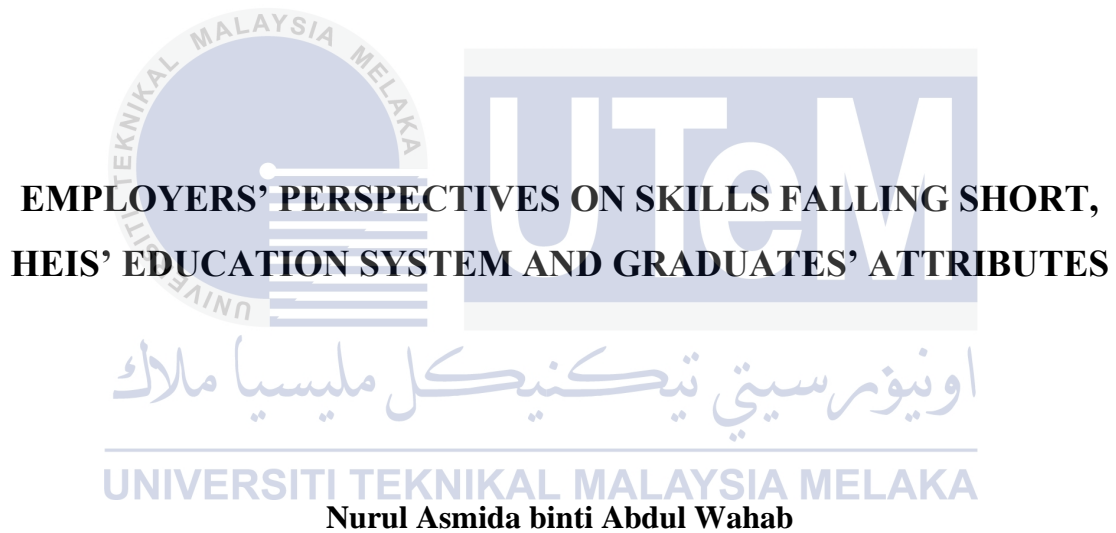 UNIVERSITI TEKNIKAL MALAYSIA MELAKA
UTeM
EMPLOYERS’ PERSPECTIVES ON SKILLS FALLING SHORT,
HEIS’ EDUCATION SYSTEM AND GRADUATES’ ATTRIBUTES
اونيۏرسيتي تيكنيكل مليسيا ملاك
UNIVERSITI TEKNIKAL MALAYSIA MELAKA
Nurul Asmida binti Abdul Wahab